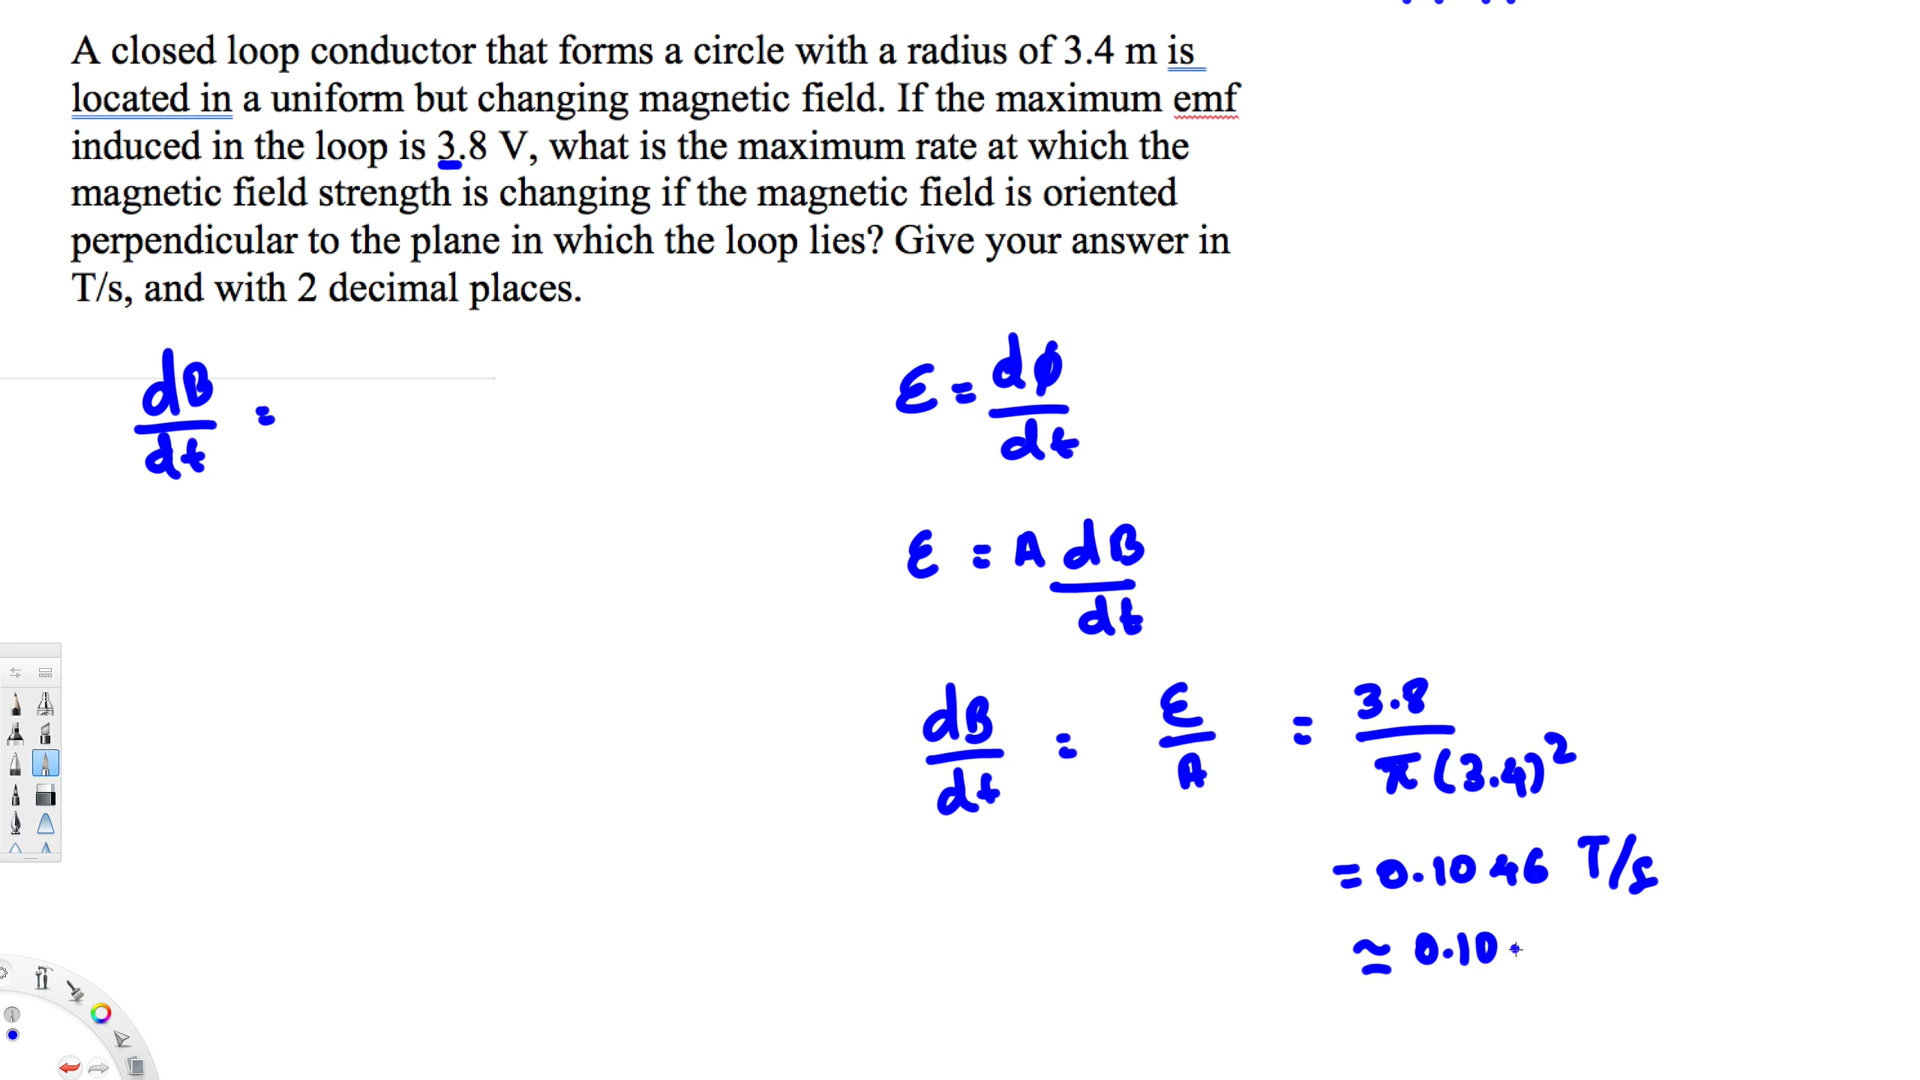 A closed loop conductor that forms a circle with a radius of 3.4 m is
located in a uniform but changing magnetic field. If the maximum emf
induced in the loop is 3.8 V, what is the maximum rate at which the
magnetic field strength is changing if the magnetic field is oriented
perpendicular to the plane in which the loop lies? Give your answer in
T/s, and with 2 decimal places.
dB/dt =
ε = dϕ/dt
ε = A dB/dt
dB/dt = ε/A = 3.8/π(3.4)²
= 0.1046 T/s
≃ 0.10